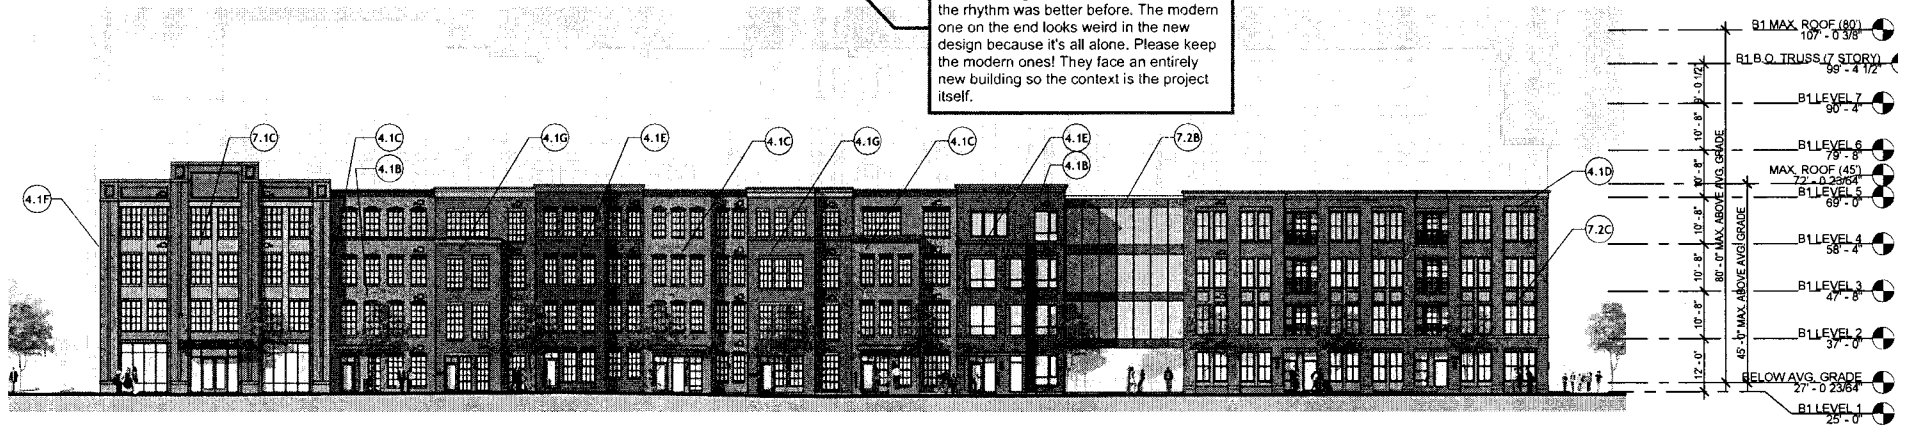 the rhythm was better before. The modern
one on the end looks weird in the new
design because it's all alone. Please keep
the modern ones! They face an entirely
new building so the context is the project
itself.
B1 MAX. ROOF (80')
107' - 0 3/8"
B1 B.O. TRUSS (7 STORY)
99' - 4 1/2"
9' - 0 1/2"
B1 LEVEL 7
90' - 4"
10' - 8"
B1 LEVEL 6
79' - 8"
10' - 8"
MAX. ROOF (45')
72' - 0 23/64"
B1 LEVEL 5
69' - 0"
10' - 8"
B1 LEVEL 4
58' - 4"
10' - 8"
B1 LEVEL 3
47' - 8"
10' - 8"
B1 LEVEL 2
37' - 0"
12' - 0"
BELOW AVG. GRADE
27' - 0 23/64"
B1 LEVEL 1
25' - 0"
80' - 0" MAX. ABOVE AVG. GRADE
45' - 0" MAX. ABOVE AVG. GRADE
7.1C
4.1C
4.1G
4.1E
4.1C
4.1G
4.1C
4.1E
7.2B
4.1B
4.1B
4.1D
4.1F
7.2C